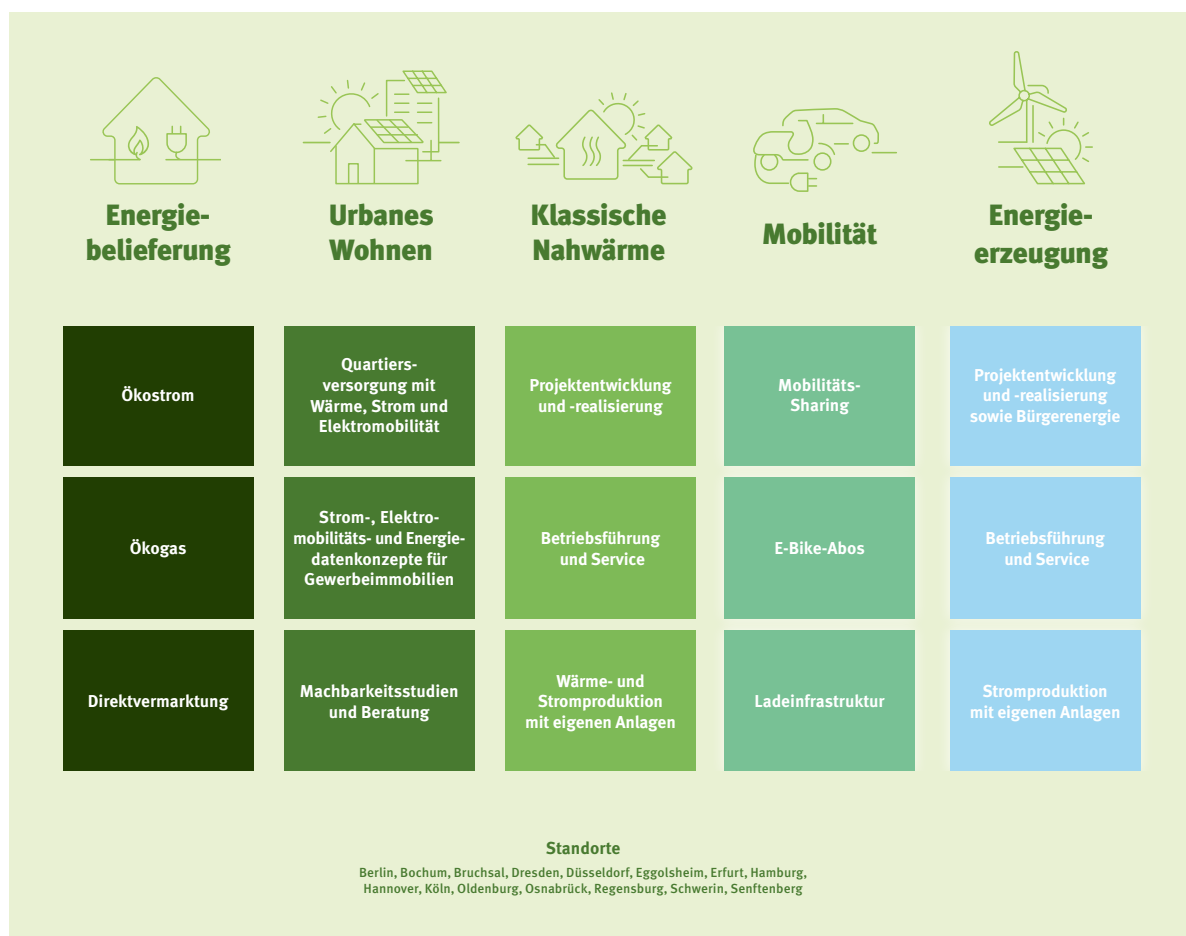 Energie-
belieferung
Urbanes
Wohnen
Klassische
Nahwärme
Mobilität
Energie-
erzeugung
Ökostrom
Quartiers-
versorgung mit
Wärme, Strom und
Elektromobilität
Projektentwicklung
und -realisierung
Mobilitäts-
Sharing
Projektentwicklung
und -realisierung
sowie Bürgerenergie
Ökogas
Strom-, Elektro-
mobilitäts- und Energie-
datenkonzepte für
Gewerbeimmobilien
Betriebsführung
und Service
E-Bike-Abos
Betriebsführung
und Service
Direktvermarktung
Machbarkeitsstudien
und Beratung
Wärme- und
Stromproduktion
mit eigenen Anlagen
Ladeinfrastruktur
Stromproduktion
mit eigenen Anlagen
Standorte
Berlin, Bochum, Bruchsal, Dresden, Düsseldorf, Eggolsheim, Erfurt, Hamburg,
Hannover, Köln, Oldenburg, Osnabrück, Regensburg, Schwerin, Senftenberg